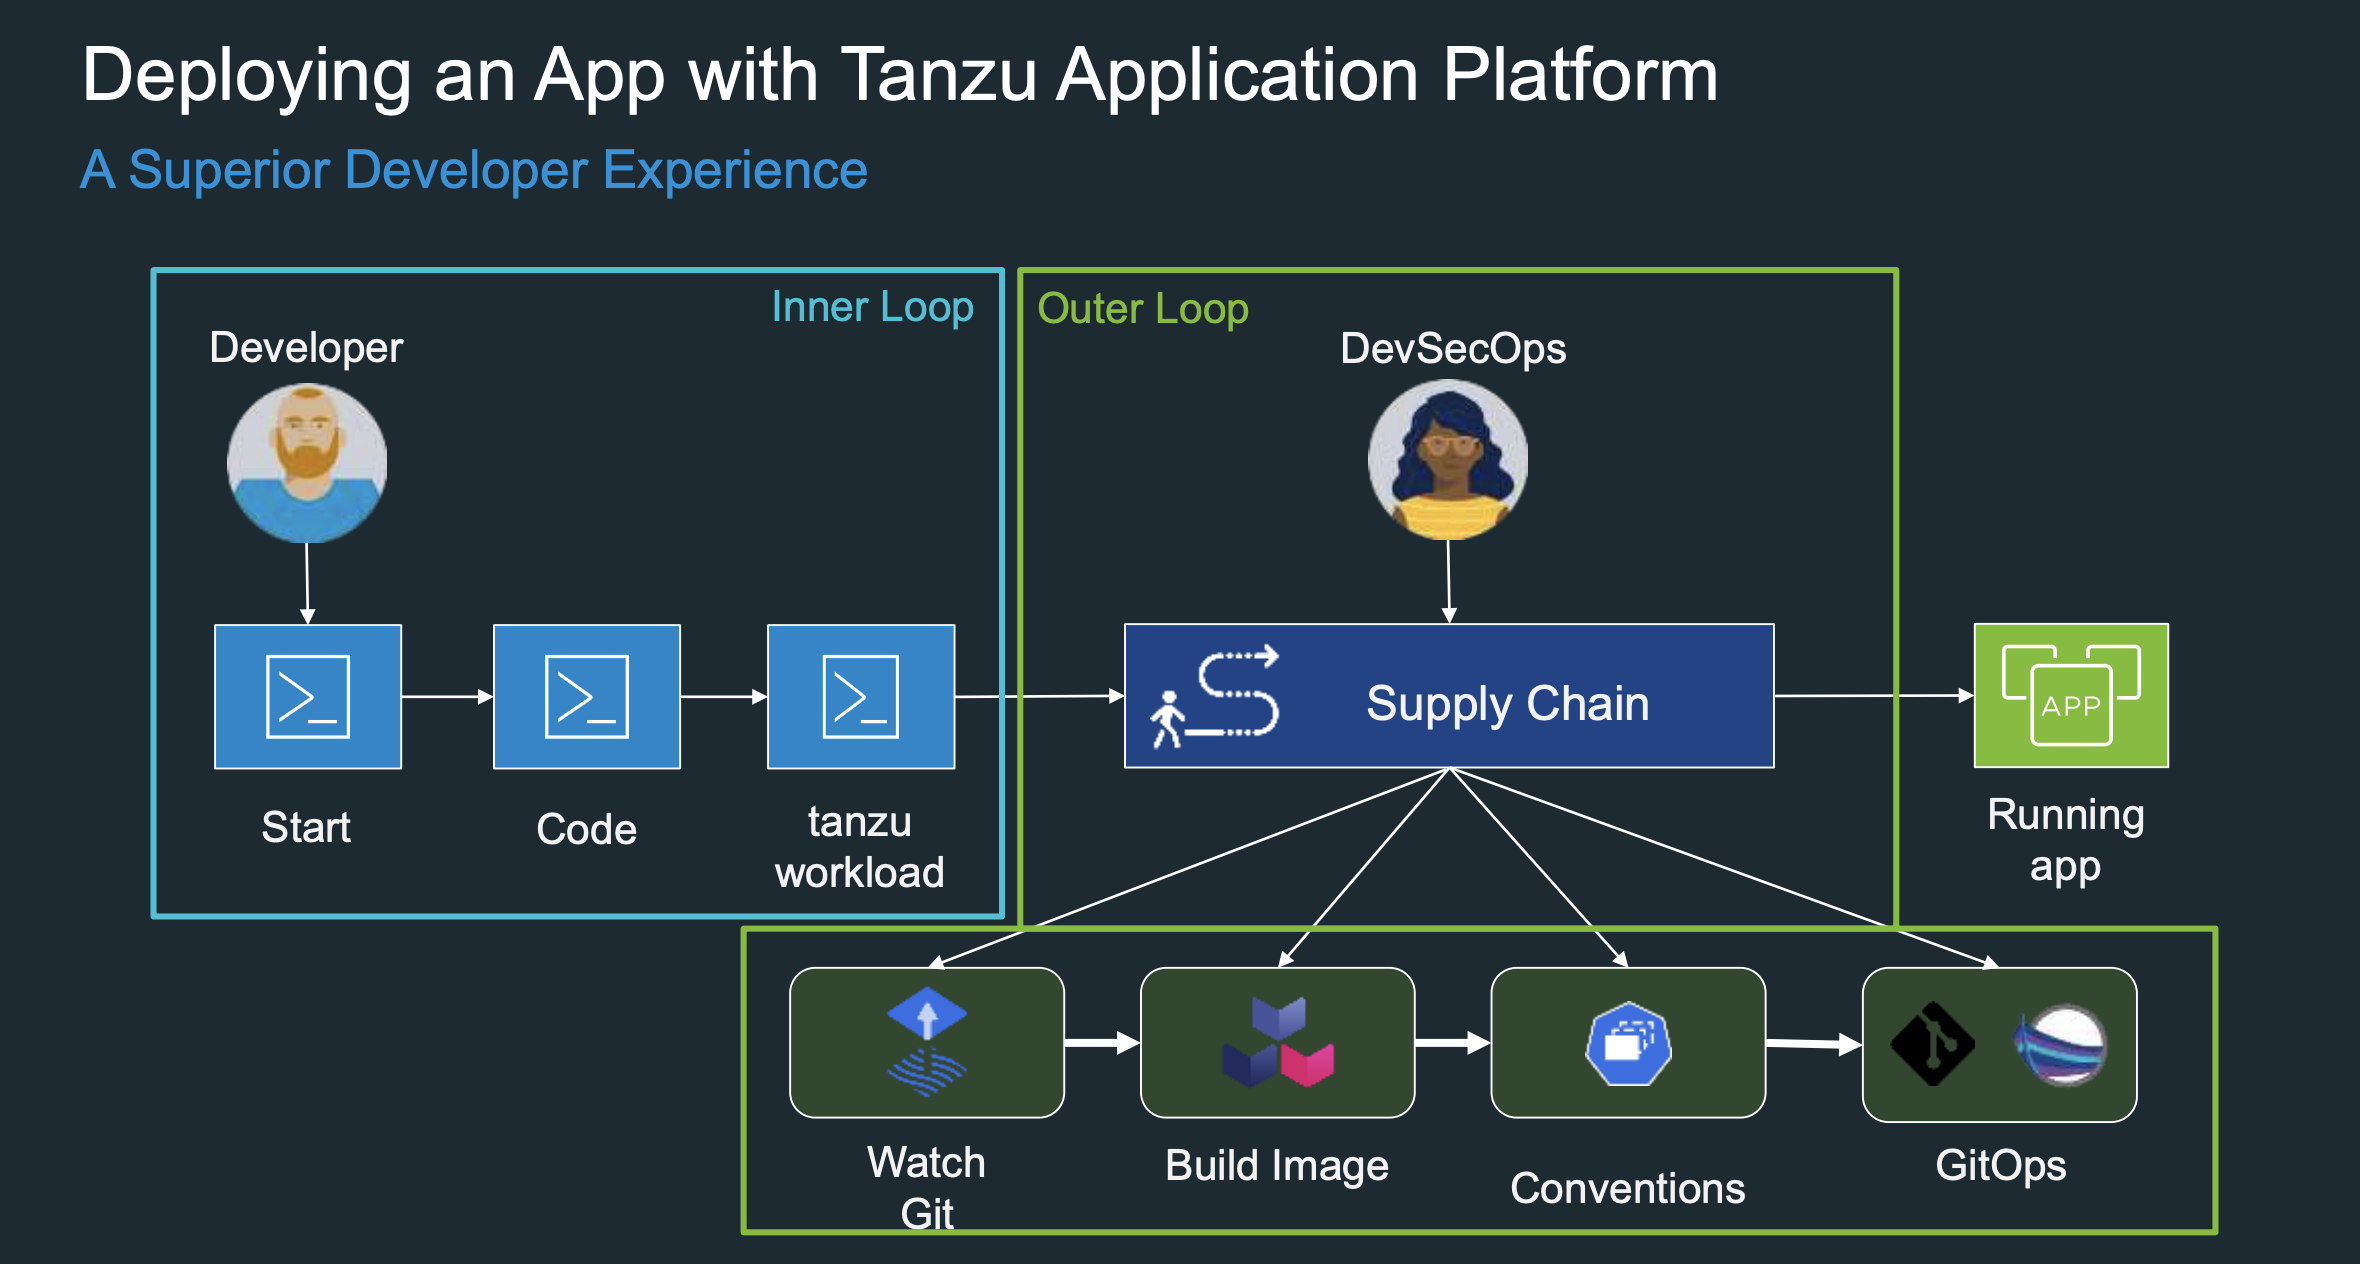 Deploying an App with Tanzu Application Platform
A Superior Developer Experience
Inner Loop
Developer
Start
Code
tanzu
workload
Outer Loop
DevSecOps
Supply Chain
APP
Running
app
Watch
Git
Build Image
Conventions
GitOps